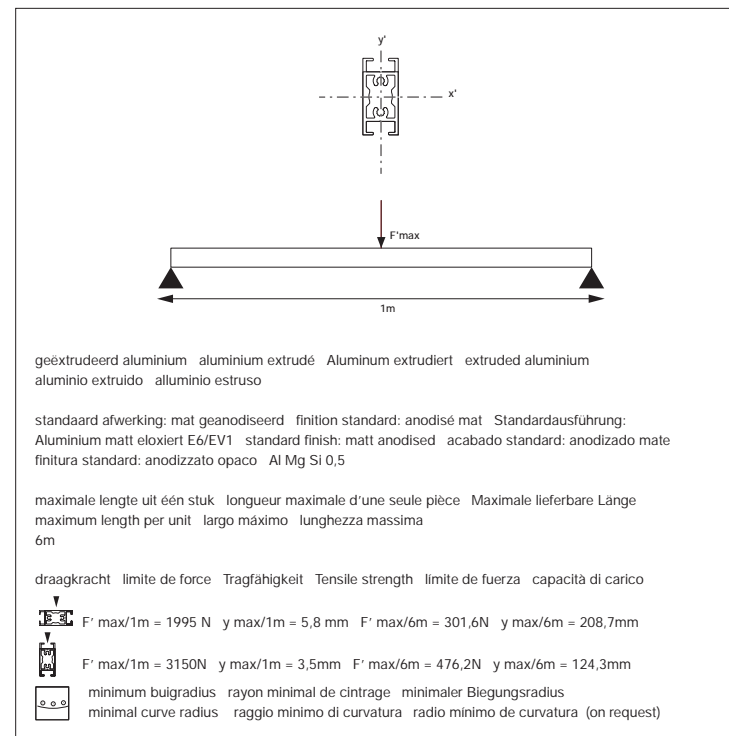 y'
x'
F'max
1m
geëxtrudeerd aluminium aluminium extrudé Aluminum extrudiert extruded aluminium
aluminio extruido alluminio estruso
standaard afwerking: mat geanodiseerd finition standard: anodisé mat Standardausführung:
Aluminium matt eloxiert E6/EV1 standard finish: matt anodised acabado standard: anodizado mate
finitura standard: anodizzato opaco Al Mg Si 0,5
maximale lengte uit één stuk longueur maximale d'une seule pièce Maximale lieferbare Länge
maximum length per unit largo máximo lunghezza massima
6m
draagkracht limite de force Tragfähigkeit Tensile strength límite de fuerza capacità di carico
F' max/1m = 1995 N y max/1m = 5,8 mm F' max/6m = 301,6N y max/6m = 208,7mm
F' max/1m = 3150N y max/1m = 3,5mm F' max/6m = 476,2N y max/6m = 124,3mm
minimum buigradius rayon minimal de cintrage minimaler Biegungsradius
minimal curve radius raggio minimo di curvatura radio mínimo de curvatura (on request)